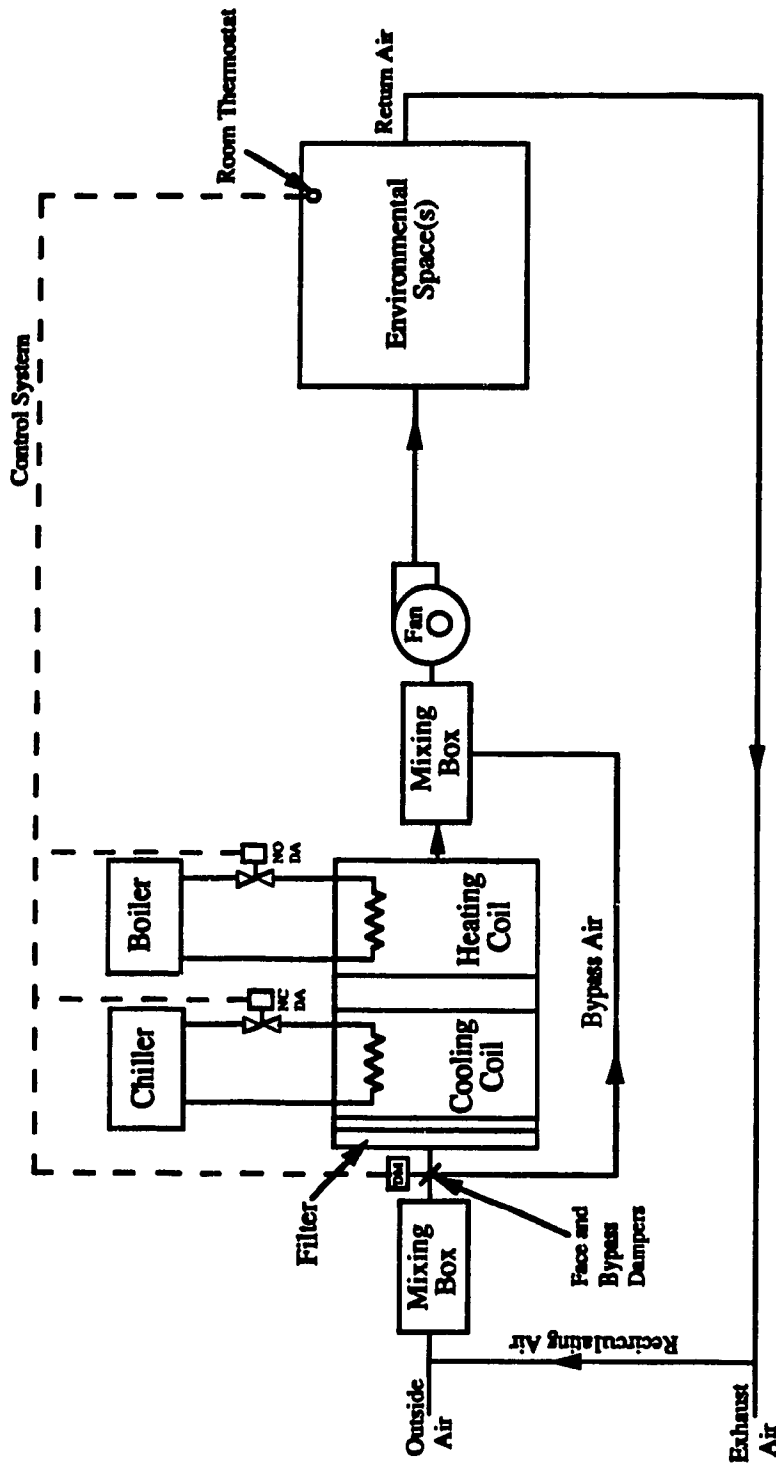 Control System
Room Thermostat
Boiler
Chiller
NO
DA
NC
DA
Filter
DM
Cooling
Coil
Heating
Coil
Mixing
Box
Mixing
Box
Fan
Environmental
Space(s)
Return Air
Outside
Air
Face and
Bypass
Dampers
Bypass Air
Recirculating Air
Exhaust
Air